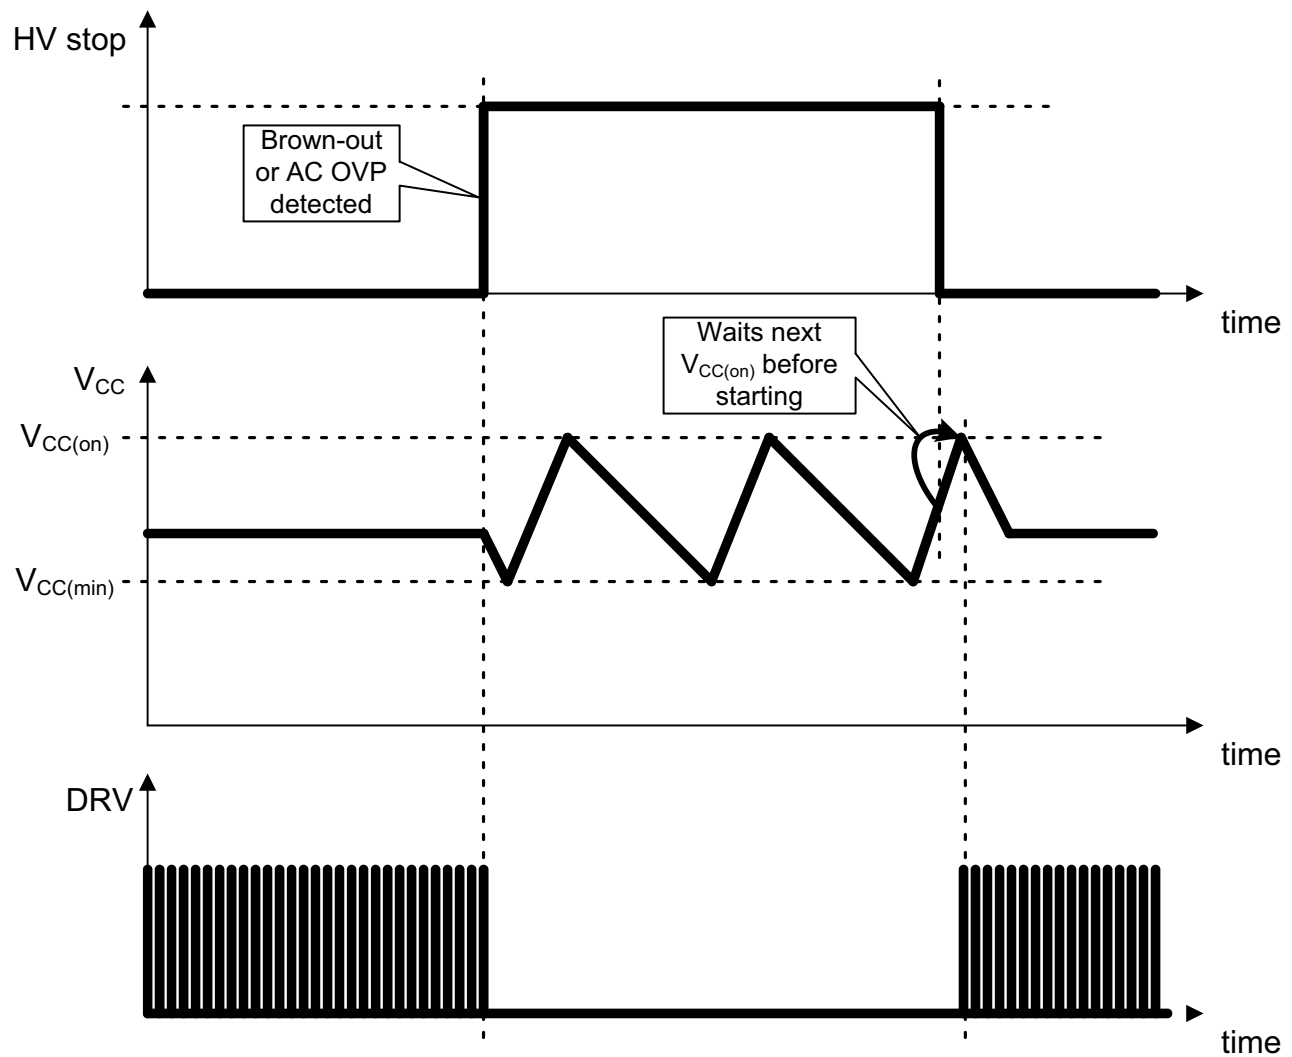 HV stop
Brown-out
or AC OVP
detected
time
Waits next
VCC(on) before
starting
VCC
VCC(on)
VCC(min)
time
DRV
time